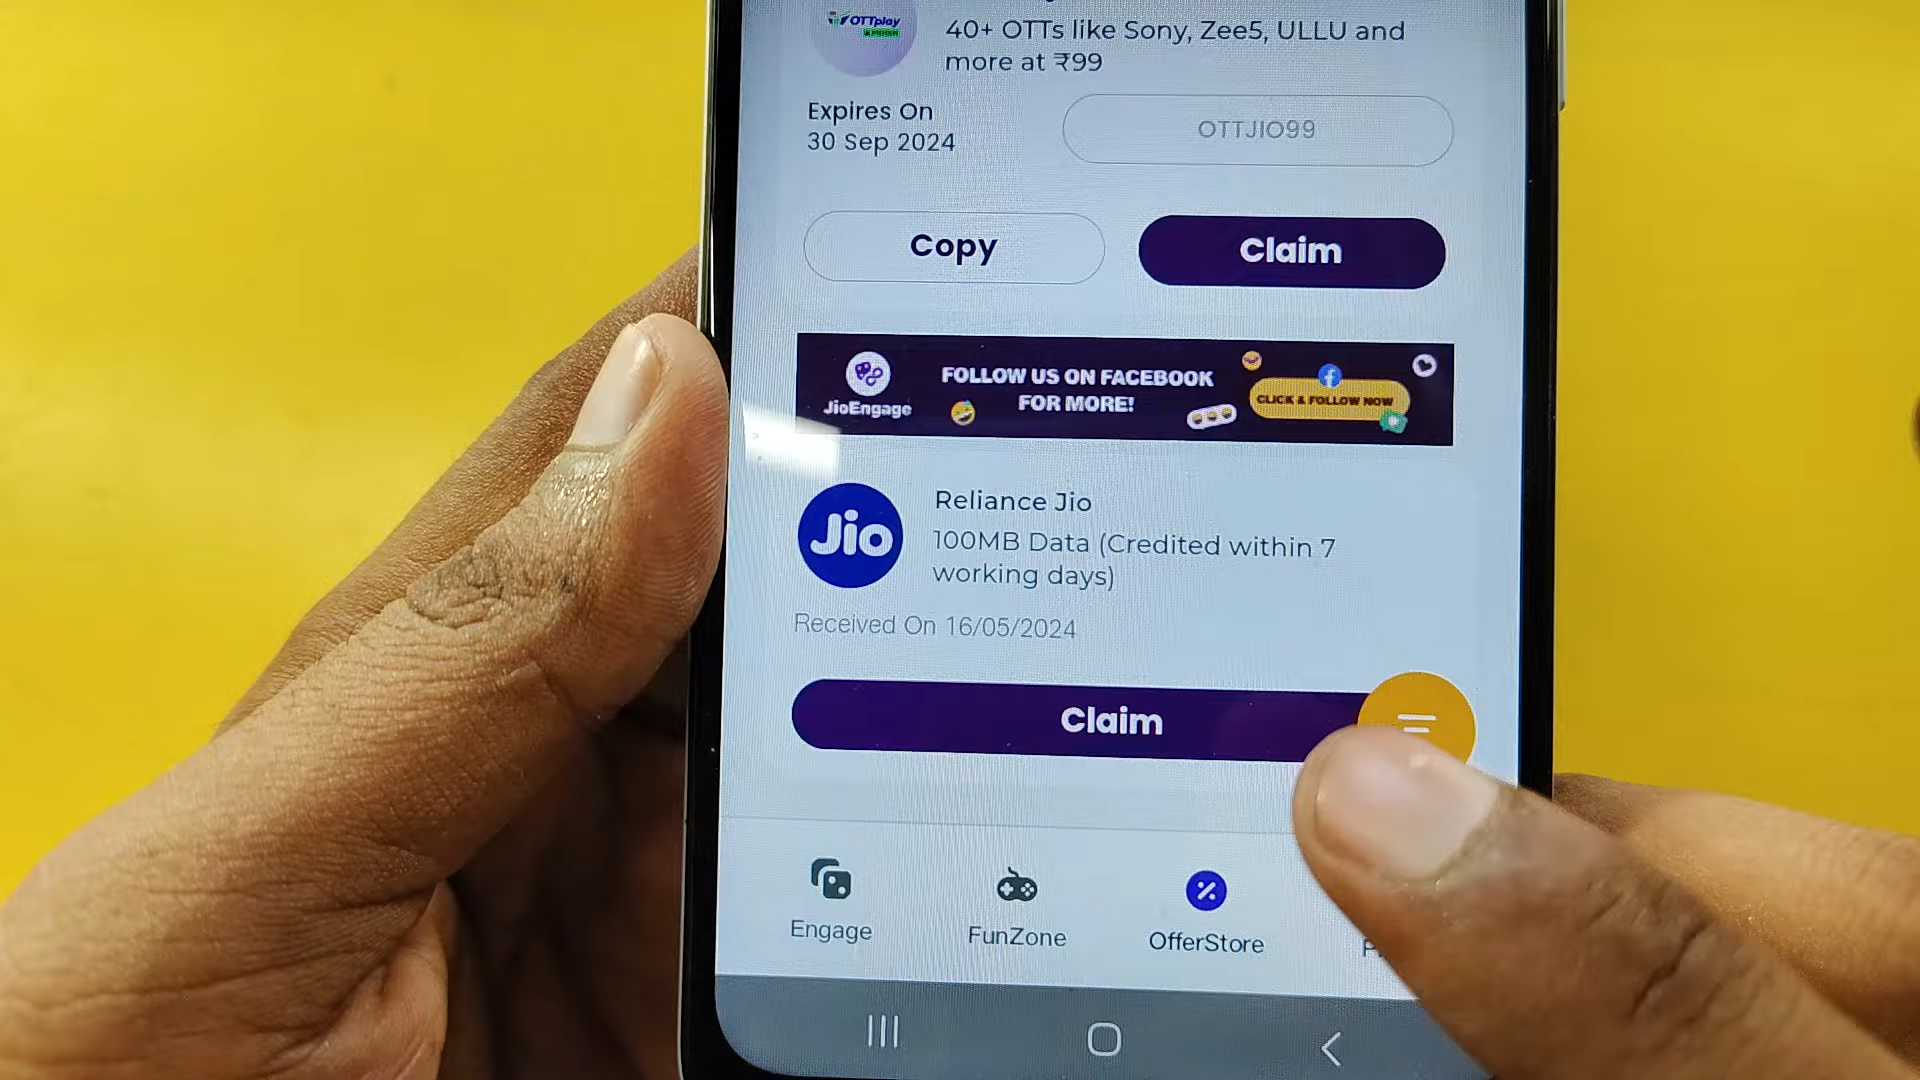 OTTplay
40+ OTTs like Sony, Zee5, ULLU and
more at ₹99
Expires On
30 Sep 2024
OTTJIO99
Copy
Claim
JioEngage
FOLLOW US ON FACEBOOK
FOR MORE!
CLICK & FOLLOW NOW
Jio
Reliance Jio
100MB Data (Credited within 7
working days)
Received On 16/05/2024
Claim
Engage
FunZone
OfferStore